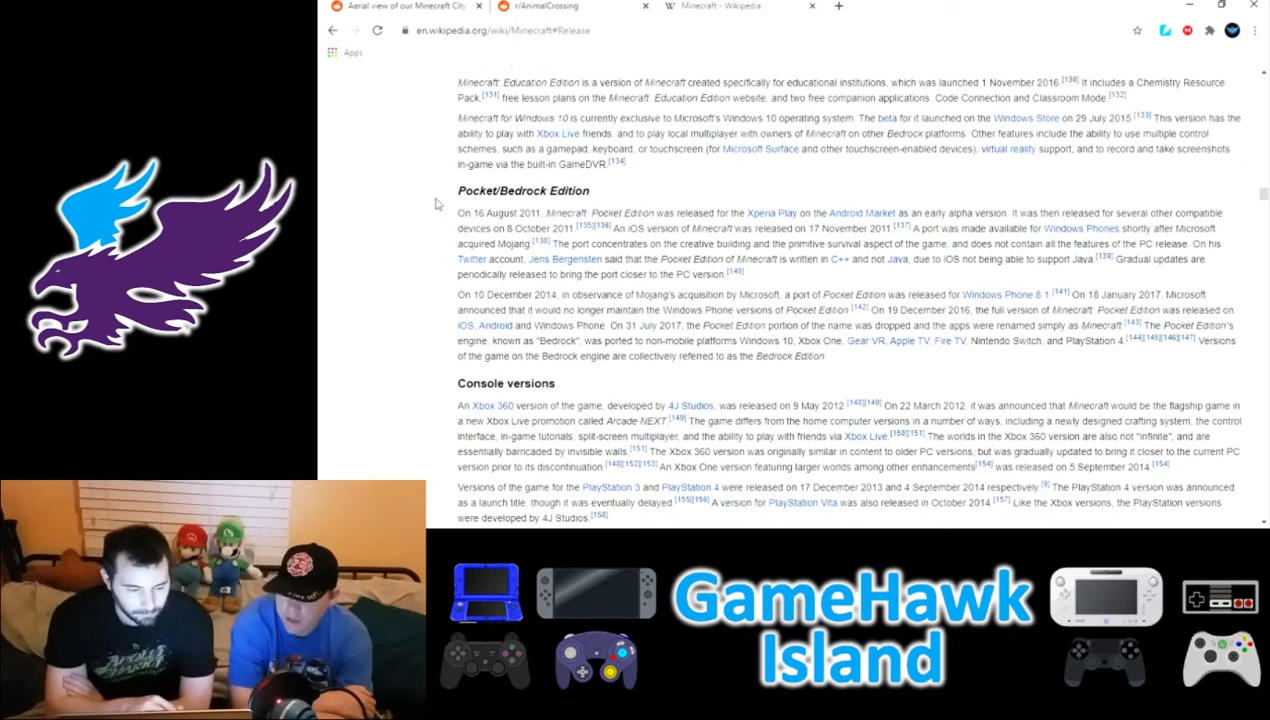 Aerial view of our Minecraft City
r/AnimalCrossing
Minecraft - Wikipedia
en.wikipedia.org/wiki/Minecraft#Release
Apps
Minecraft: Education Edition is a version of Minecraft created specifically for educational institutions, which was launched 1 November 2016.[130] It includes a Chemistry Resource
Pack,[131] free lesson plans on the Minecraft: Education Edition website, and two free companion applications: Code Connection and Classroom Mode.[132]
Minecraft for Windows 10 is currently exclusive to Microsoft's Windows 10 operating system. The beta for it launched on the Windows Store on 29 July 2015.[133] This version has the
ability to play with Xbox Live friends, and to play local multiplayer with owners of Minecraft on other Bedrock platforms. Other features include the ability to use multiple control
schemes, such as a gamepad, keyboard, or touchscreen (for Microsoft Surface and other touchscreen-enabled devices), virtual reality support, and to record and take screenshots
in-game via the built-in GameDVR.[134]
Pocket/Bedrock Edition
On 16 August 2011, Minecraft: Pocket Edition was released for the Xperia Play on the Android Market as an early alpha version. It was then released for several other compatible
devices on 8 October 2011.[135][136] An iOS version of Minecraft was released on 17 November 2011.[137] A port was made available for Windows Phones shortly after Microsoft
acquired Mojang.[138] The port concentrates on the creative building and the primitive survival aspect of the game, and does not contain all the features of the PC release. On his
Twitter account, Jens Bergensten said that the Pocket Edition of Minecraft is written in C++ and not Java, due to iOS not being able to support Java.[139] Gradual updates are
periodically released to bring the port closer to the PC version.[140]
On 10 December 2014, in observance of Mojang's acquisition by Microsoft, a port of Pocket Edition was released for Windows Phone 8.1.[141] On 18 January 2017, Microsoft
announced that it would no longer maintain the Windows Phone versions of Pocket Edition.[142] On 19 December 2016, the full version of Minecraft: Pocket Edition was released on
iOS, Android and Windows Phone. On 31 July 2017, the Pocket Edition portion of the name was dropped and the apps were renamed simply as Minecraft.[143] The Pocket Edition's
engine, known as "Bedrock", was ported to non-mobile platforms Windows 10, Xbox One, Gear VR, Apple TV, Fire TV, Nintendo Switch, and PlayStation 4.[144][145][146][147] Versions
of the game on the Bedrock engine are collectively referred to as the Bedrock Edition.
Console versions
An Xbox 360 version of the game, developed by 4J Studios, was released on 9 May 2012.[148][149] On 22 March 2012, it was announced that Minecraft would be the flagship game in
a new Xbox Live promotion called Arcade NEXT.[149] The game differs from the home computer versions in a number of ways, including a newly designed crafting system, the control
interface, in-game tutorials, split-screen multiplayer, and the ability to play with friends via Xbox Live.[150][151] The worlds in the Xbox 360 version are also not "infinite", and are
essentially barricaded by invisible walls.[151] The Xbox 360 version was originally similar in content to older PC versions, but was gradually updated to bring it closer to the current PC
version prior to its discontinuation.[148][152][153] An Xbox One version featuring larger worlds among other enhancements[154] was released on 5 September 2014.[154]
Versions of the game for the PlayStation 3 and PlayStation 4 were released on 17 December 2013 and 4 September 2014 respectively.[9] The PlayStation 4 version was announced
as a launch title, though it was eventually delayed.[155][156] A version for PlayStation Vita was also released in October 2014.[157] Like the Xbox versions, the PlayStation versions
were developed by 4J Studios.[158]
GameHawk
Island